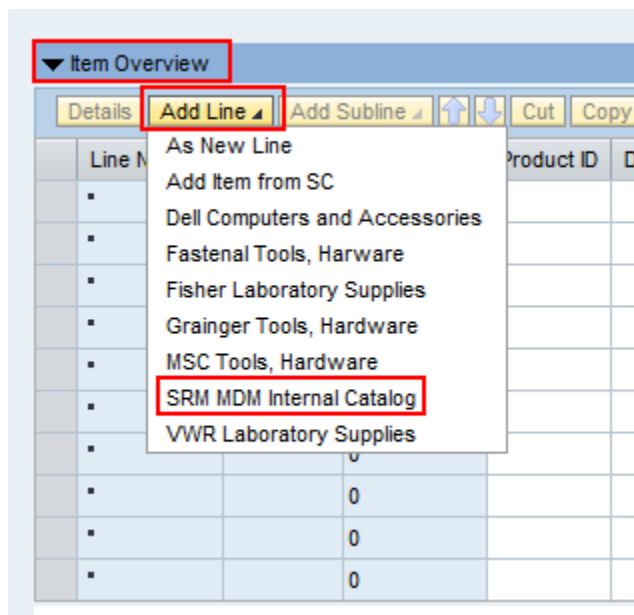 Item Overview
Details Add Line Add Subline Cut Copy
Line Product ID
As New Line
Add Item from SC
Dell Computers and Accessories
Fastenal Tools, Harware
Fisher Laboratory Supplies
Grainger Tools, Hardware
MSC Tools, Hardware
SRM MDM Internal Catalog
VWR Laboratory Supplies
0
0
0
0